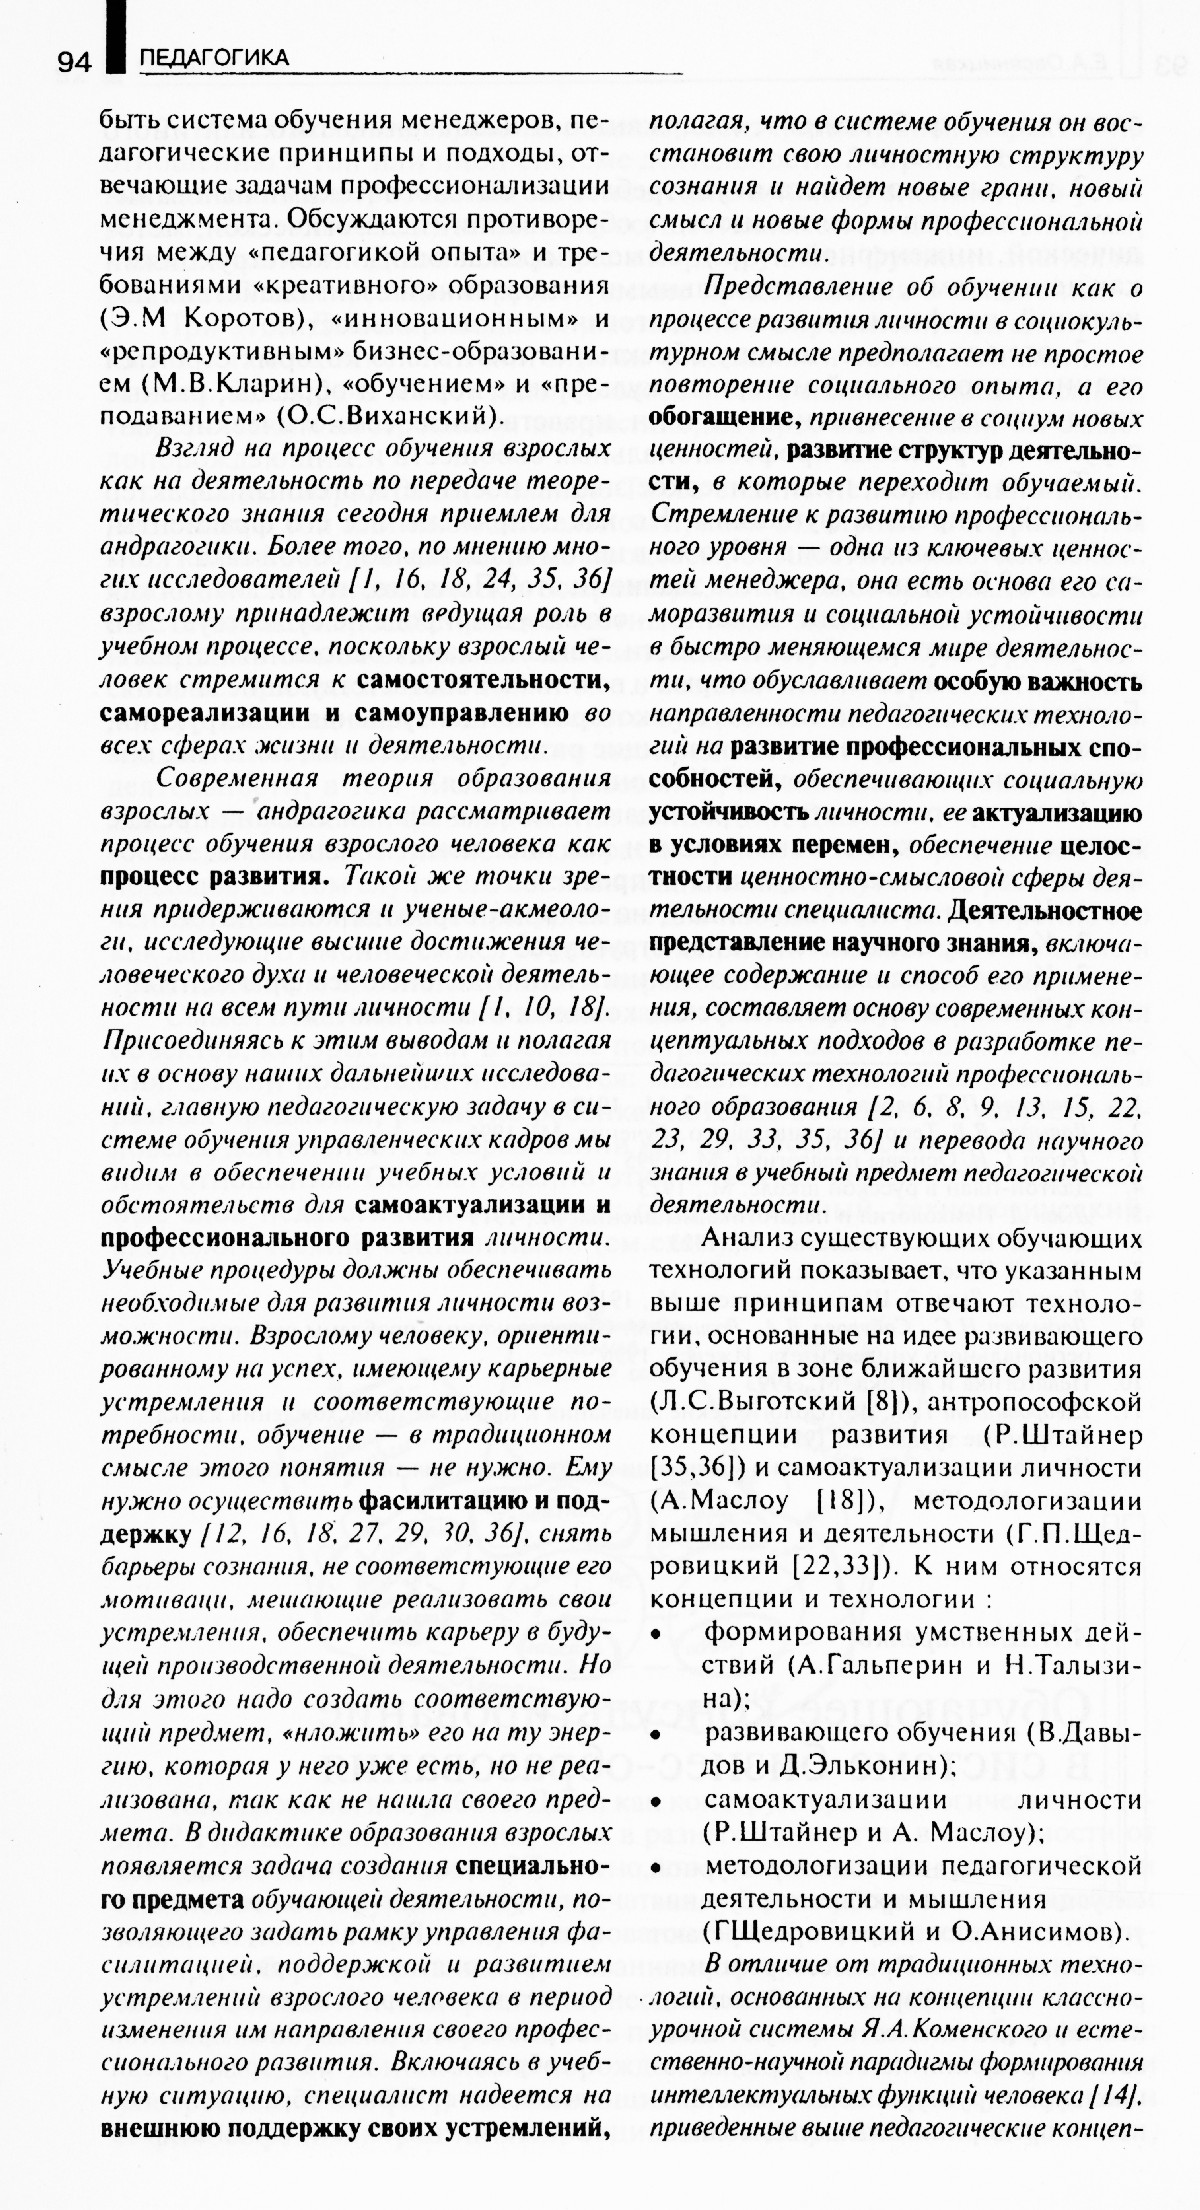 94
ПЕДАГОГИКА
быть система обучения менеджеров, пе-
дагогические принципы и подходы, от-
вечающие задачам профессионализации
менеджмента. Обсуждаются противоре-
чия между «педагогикой опыта» и тре-
бованиями «креативного» образования
(Э.М Коротов), «инновационным» и
«репродуктивным» бизнес-образовани-
ем (М.В.Кларин), «обучением» и «пре-
подаванием» (О.С.Виханский).
Взгляд на процесс обучения взрослых
как на деятельность по передаче теоре-
тического знания сегодня приемлем для
андрагогики. Более того, по мнению мно-
гих исследователей [1, 16, 18, 24, 35, 36]
взрослому принадлежит ведущая роль в
учебном процессе, поскольку взрослый че-
ловек стремится к самостоятельности,
самореализации и самоуправлению во
всех сферах жизни и деятельности.
Современная теория образования
взрослых — андрагогика рассматривает
процесс обучения взрослого человека как
процесс развития. Такой же точки зре-
ния придерживаются и ученые-акмеоло-
ги, исследующие высшие достижения че-
ловеческого духа и человеческой деятель-
ности на всем пути личности [1, 10, 18].
Присоединяясь к этим выводам и полагая
их в основу наших дальнейших исследова-
ний, главную педагогическую задачу в си-
стеме обучения управленческих кадров мы
видим в обеспечении учебных условий и
обстоятельств для самоактуализации и
профессионального развития личности.
Учебные процедуры должны обеспечивать
необходимые для развития личности воз-
можности. Взрослому человеку, ориенти-
рованному на успех, имеющему карьерные
устремления и соответствующие по-
требности, обучение — в традиционном
смысле этого понятия — не нужно. Ему
нужно осуществить фасилитацию и под-
держку [12, 16, 18, 27, 29, 30, 36], снять
барьеры сознания, не соответстующие его
мотиваци, мешающие реализовать свои
устремления, обеспечить карьеру в буду-
щей производственной деятельности. Но
для этого надо создать соответствую-
щий предмет, «нложить» его на ту энер-
гию, которая у него уже есть, но не реа-
лизована, так как не нашла своего пред-
мета. В дидактике образования взрослых
появляется задача создания специально-
го предмета обучающей деятельности, по-
зволяющего задать рамку управления фа-
силитацией, поддержкой и развитием
устремлений взрослого человека в период
изменения им направления своего профес-
сионального развития. Включаясь в учеб-
ную ситуацию, специалист надеется на
внешнюю поддержку своих устремлений,
полагая, что в системе обучения он вос-
становит свою личностную структуру
сознания и найдет новые грани, новый
смысл и новые формы профессиональной
деятельности.
Представление об обучении как о
процессе развития личности в социокуль-
турном смысле предполагает не простое
повторение социального опыта, а его
обогащение, привнесение в социум новых
ценностей, развитие структур деятельно-
сти, в которые переходит обучаемый.
Стремление к развитию профессиональ-
ного уровня — одна из ключевых ценнос-
тей менеджера, она есть основа его са-
моразвития и социальной устойчивости
в быстро меняющемся мире деятельнос-
ти, что обуславливает особую важность
направленности педагогических техноло-
гий на развитие профессиональных спо-
собностей, обеспечивающих социальную
устойчивость личности, ее актуализацию
в условиях перемен, обеспечение целос-
тности ценностно-смысловой сферы дея-
тельности специалиста. Деятельностное
представление научного знания, включа-
ющее содержание и способ его примене-
ния, составляет основу современных кон-
цептуальных подходов в разработке пе-
дагогических технологий профессиональ-
ного образования [2, 6, 8, 9, 13, 15, 22,
23, 29, 33, 35, 36] и перевода научного
знания в учебный предмет педагогической
деятельности.
Анализ существующих обучающих
технологий показывает, что указанным
выше принципам отвечают техноло-
гии, основанные на идее развивающего
обучения в зоне ближайшего развития
(Л.С.Выготский [8]), антропософской
концепции развития (Р.Штайнер
[35,36]) и самоактуализации личности
(А.Маслоу [18]), методологизации
мышления и деятельности (Г.П.Щед-
ровицкий [22,33]). К ним относятся
концепции и технологии :
• формирования умственных дей-
ствий (А.Гальперин и Н.Талызи-
на);
• развивающего обучения (В.Давы-
дов и Д.Эльконин);
• самоактуализации личности
(Р.Штайнер и А. Маслоу);
• методологизации педагогической
деятельности и мышления
(ГЩедровицкий и О.Анисимов).
В отличие от традиционных техно-
логий, основанных на концепции классно-
урочной системы Я.А.Коменского и есте-
ственно-научной парадигмы формирования
интеллектуальных функций человека [14],
приведенные выше педагогические концеп-